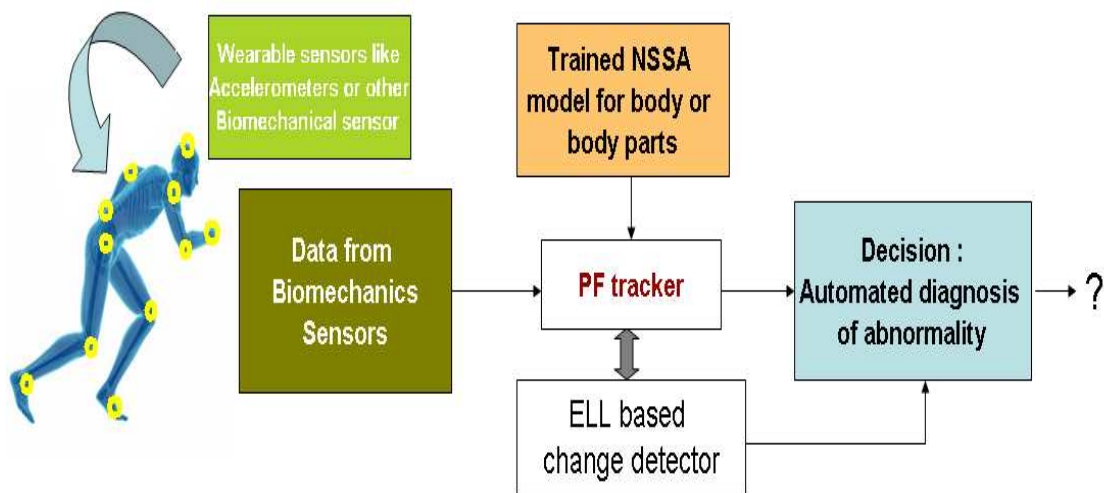 Wearable sensors like
Accelerometers or other
Biomechanical sensor
Trained NSSA
model for body or
body parts
Data from
Biomechanics
Sensors
PF tracker
Decision :
Automated diagnosis
of abnormality
?
ELL based
change detector